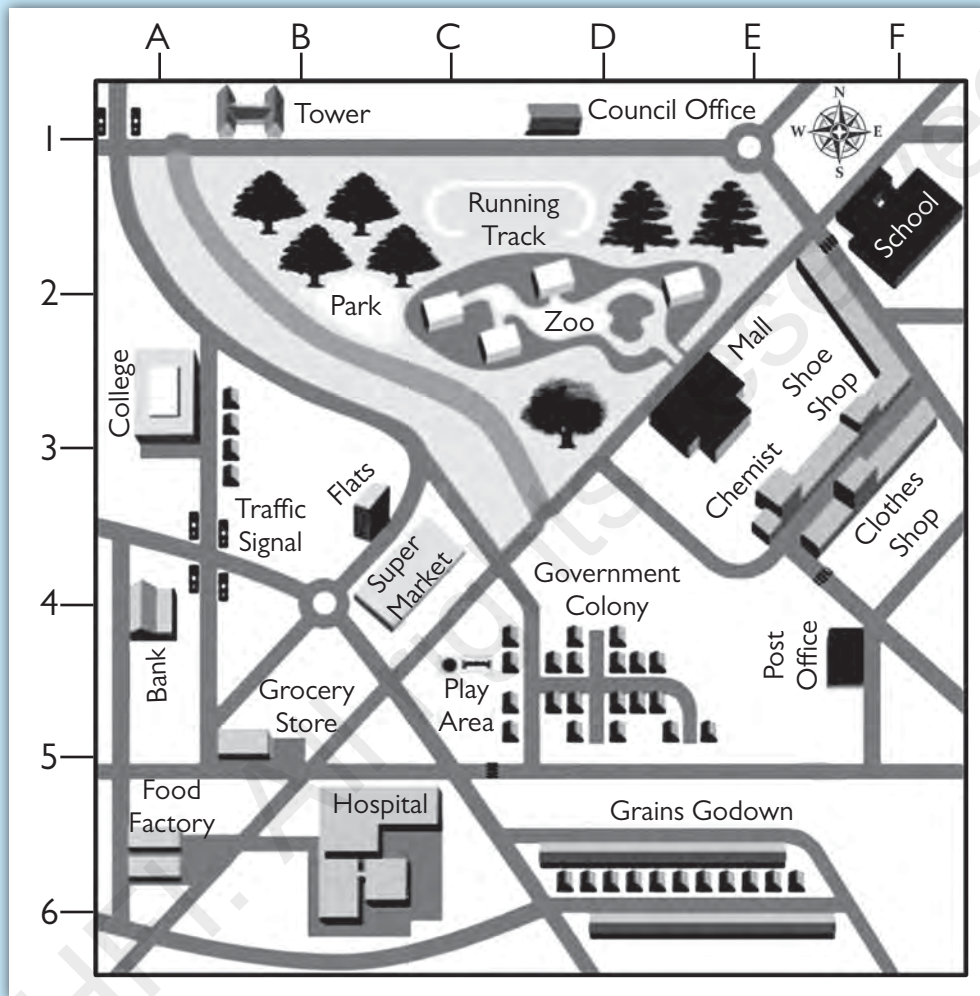 A B C D E F
1
2
3
4
5
6
N
W E
S
Tower
Council Office
Running
Track
School
Park
Zoo
Mall
Shoe
Shop
College
Chemist
Clothes
Shop
Flats
Traffic
Signal
Super
Market
Government
Colony
Bank
Post
Office
Play
Area
Grocery
Store
Food
Factory
Hospital
Grains Godown